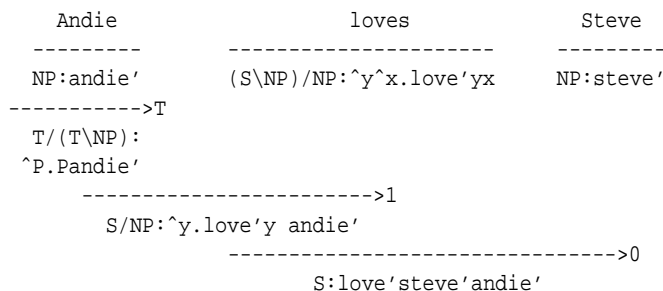 Andie loves Steve
--------- ---------------------- ---------
NP:andie′ (S\NP)/NP:^y^x.love′yx NP:steve′
----------->T
T/(T\NP):
^P.Pandie′
------------------------>1
S/NP:^y.love′y andie′
-------------------------------->0
S:love′steve′andie′